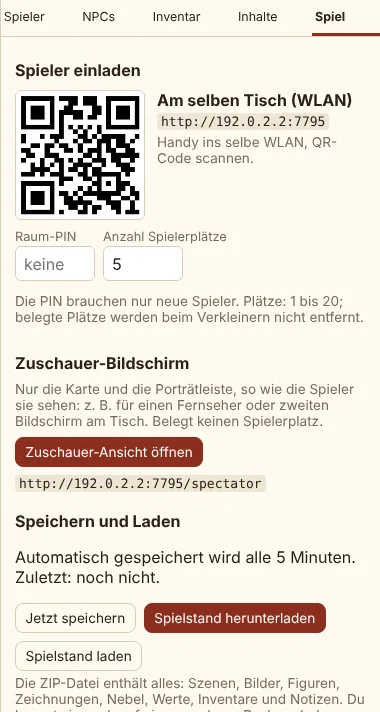 Spieler NPCs Inventar Inhalte Spiel
Spieler einladen
Am selben Tisch (WLAN)
http://192.0.2.2:7795
Handy ins selbe WLAN, QR-
Code scannen.
Raum-PIN Anzahl Spielerplätze
keine 5
Die PIN brauchen nur neue Spieler. Plätze: 1 bis 20;
belegte Plätze werden beim Verkleinern nicht entfernt.
Zuschauer-Bildschirm
Nur die Karte und die Porträtleiste, so wie die Spieler
sie sehen: z. B. für einen Fernseher oder zweiten
Bildschirm am Tisch. Belegt keinen Spielerplatz.
Zuschauer-Ansicht öffnen
http://192.0.2.2:7795/spectator
Speichern und Laden
Automatisch gespeichert wird alle 5 Minuten.
Zuletzt: noch nicht.
Jetzt speichern Spielstand herunterladen
Spielstand laden
Die ZIP-Datei enthält alles: Szenen, Bilder, Figuren,
Zeichnungen, Nebel, Werte, Inventare und Notizen. Du